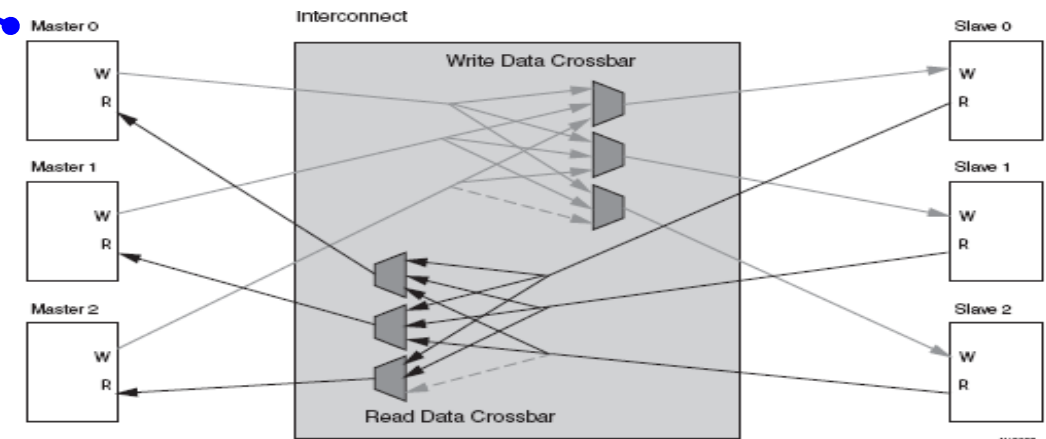 Interconnect
Master 0
Slave 0
Write Data Crossbar
W
R
W
R
Master 1
Slave 1
W
R
W
R
Master 2
Slave 2
W
R
W
R
Read Data Crossbar